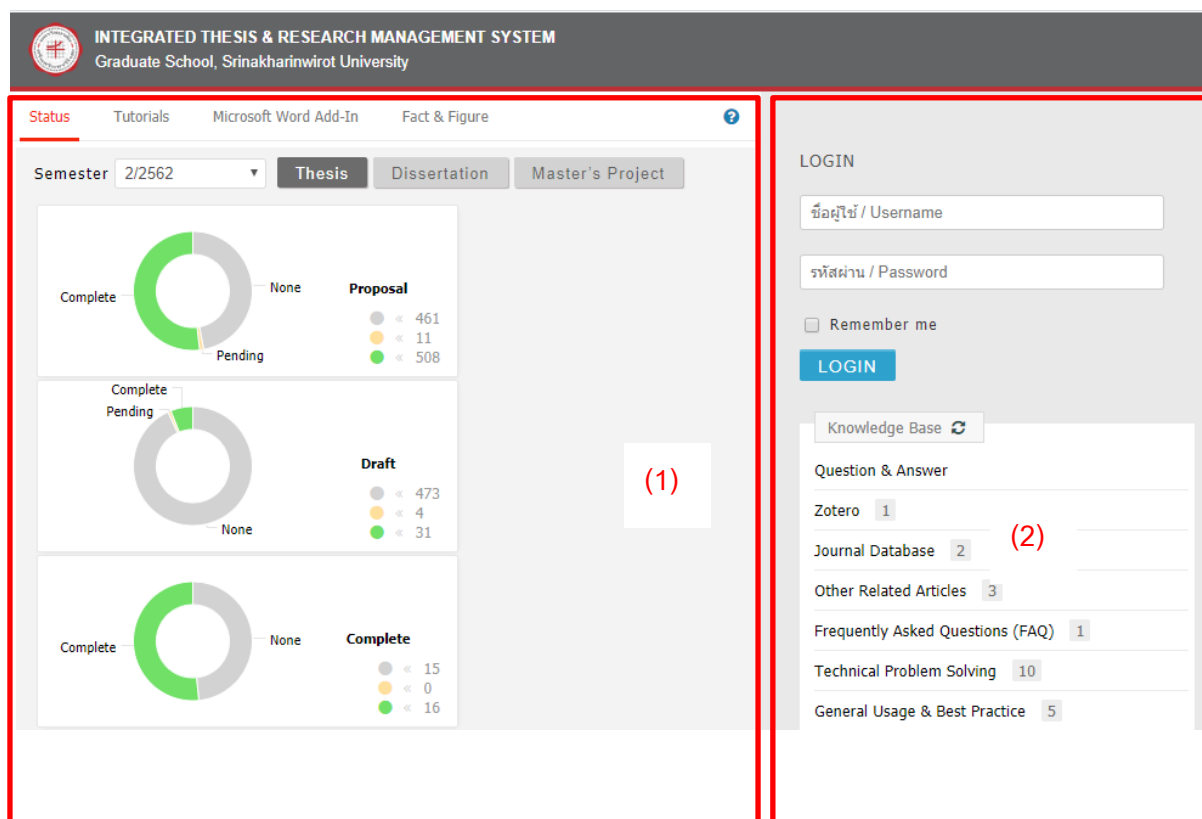 INTEGRATED THESIS & RESEARCH MANAGEMENT SYSTEM
Graduate School, Srinakharinwirot University
Status Tutorials Microsoft Word Add-In Fact & Figure
Semester 2/2562 Thesis Dissertation Master's Project
Complete
None
Pending
Proposal
« 461
« 11
« 508
Complete
Pending
None
Draft
« 473
« 4
« 31
Complete
None
Complete
« 15
« 0
« 16
(1)
LOGIN
ชื่อผู้ใช้ / Username
รหัสผ่าน / Password
Remember me
LOGIN
Knowledge Base
Question & Answer
Zotero 1
Journal Database 2
Other Related Articles 3
Frequently Asked Questions (FAQ) 1
Technical Problem Solving 10
General Usage & Best Practice 5
(2)